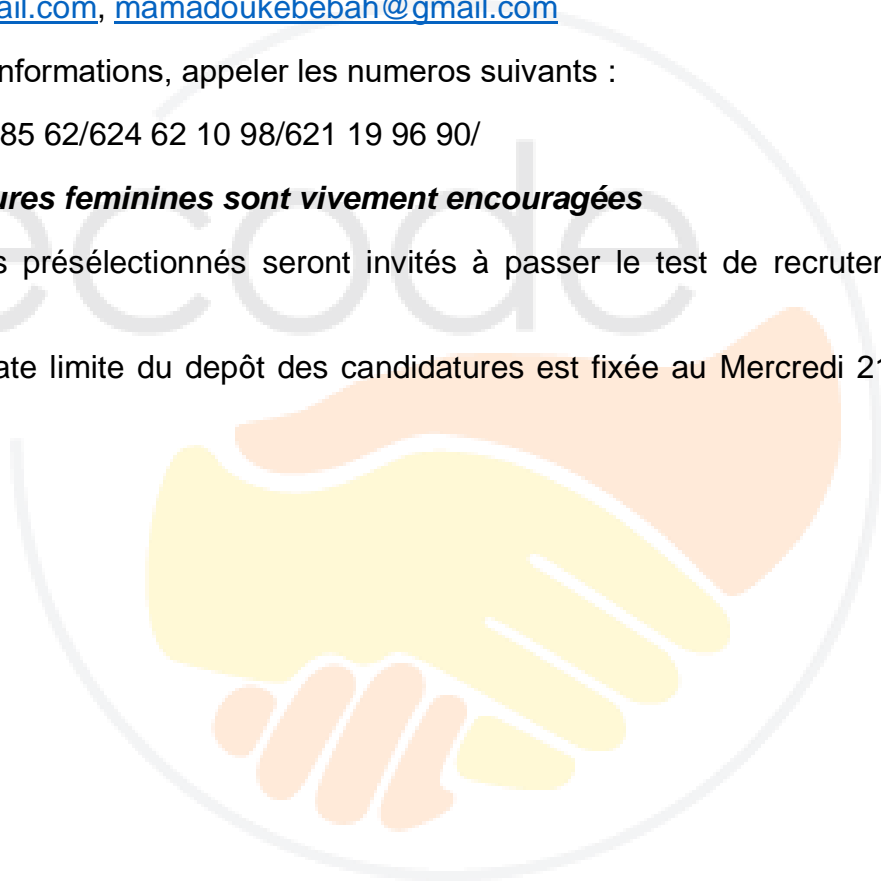 ail.com, mamadoukebebah@gmail.com
nformations, appeler les numeros suivants :
85 62/624 62 10 98/621 19 96 90/
ures feminines sont vivement encouragées
s présélectionnés seront invités à passer le test de recruter
ate limite du depôt des candidatures est fixée au Mercredi 21
ecode